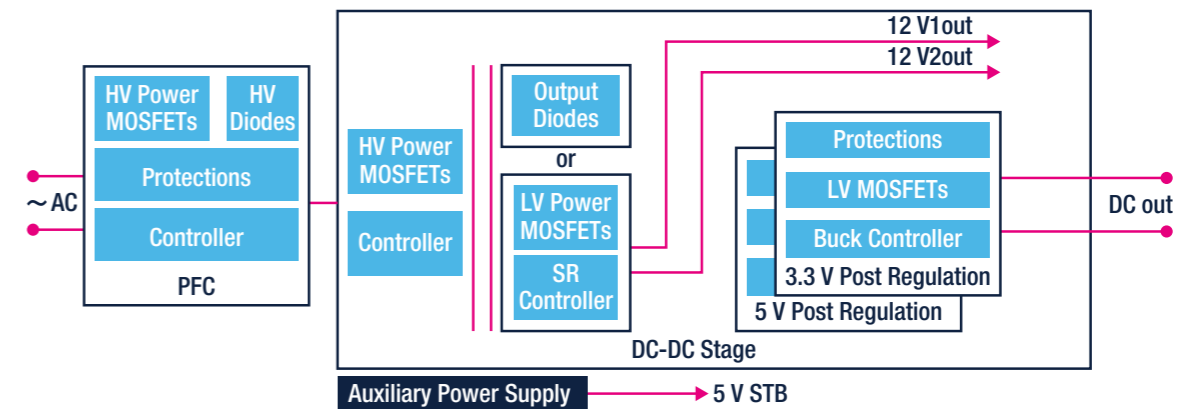 12 V1out
12 V2out
HV Power
MOSFETs
HV
Diodes
Protections
Controller
PFC
~ AC
HV Power
MOSFETs
Controller
Output
Diodes
or
LV Power
MOSFETs
SR
Controller
Protections
LV MOSFETs
Buck Controller
3.3 V Post Regulation
5 V Post Regulation
DC out
DC-DC Stage
Auxiliary Power Supply
5 V STB